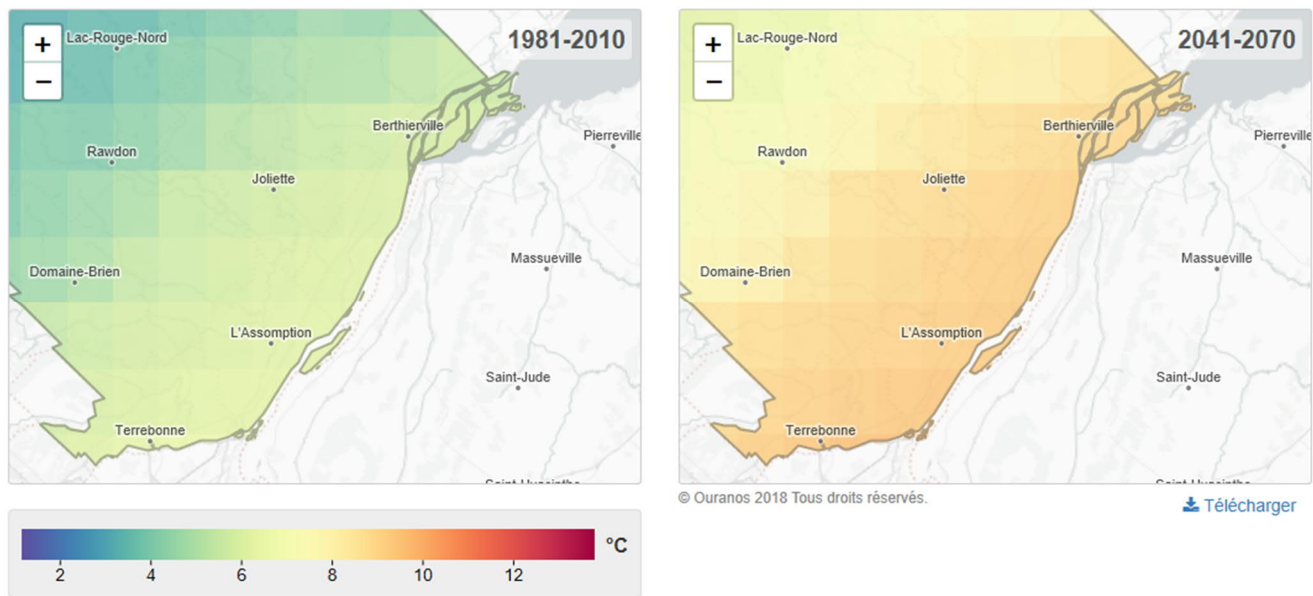 +
−
Lac-Rouge-Nord
1981-2010
Berthierville
Pierreville
Rawdon
Joliette
Massueville
Domaine-Brien
L'Assomption
Saint-Jude
Terrebonne
+
−
Lac-Rouge-Nord
2041-2070
Berthierville
Pierreville
Rawdon
Joliette
Massueville
Domaine-Brien
L'Assomption
Saint-Jude
Terrebonne
© Ouranos 2018 Tous droits réservés.
Télécharger
°C
2 4 6 8 10 12